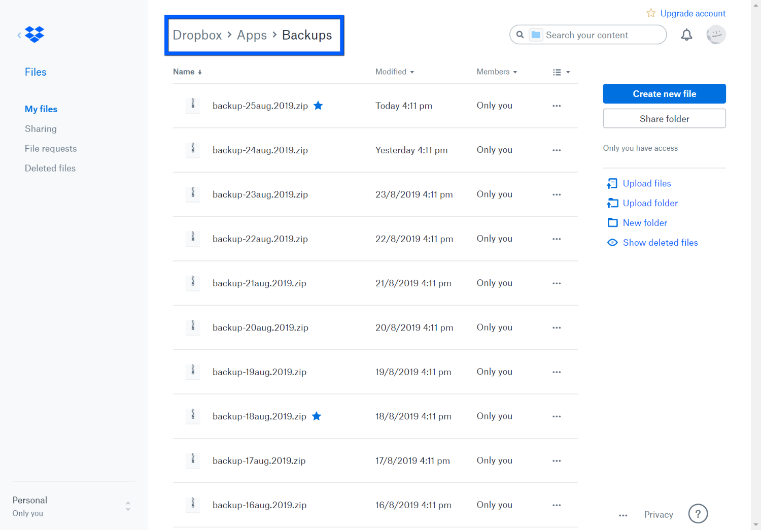 Upgrade account
Dropbox > Apps > Backups
Search your content
Files
My files
Sharing
File requests
Deleted files
Name Modified Members
backup-25aug.2019.zip Today 4:11 pm Only you
backup-24aug.2019.zip Yesterday 4:11 pm Only you
backup-23aug.2019.zip 23/8/2019 4:11 pm Only you
backup-22aug.2019.zip 22/8/2019 4:11 pm Only you
backup-21aug.2019.zip 21/8/2019 4:11 pm Only you
backup-20aug.2019.zip 20/8/2019 4:11 pm Only you
backup-19aug.2019.zip 19/8/2019 4:11 pm Only you
backup-18aug.2019.zip 18/8/2019 4:11 pm Only you
backup-17aug.2019.zip 17/8/2019 4:11 pm Only you
backup-16aug.2019.zip 16/8/2019 4:11 pm Only you
Create new file
Share folder
Only you have access
Upload files
Upload folder
New folder
Show deleted files
Personal
Only you
Privacy
?